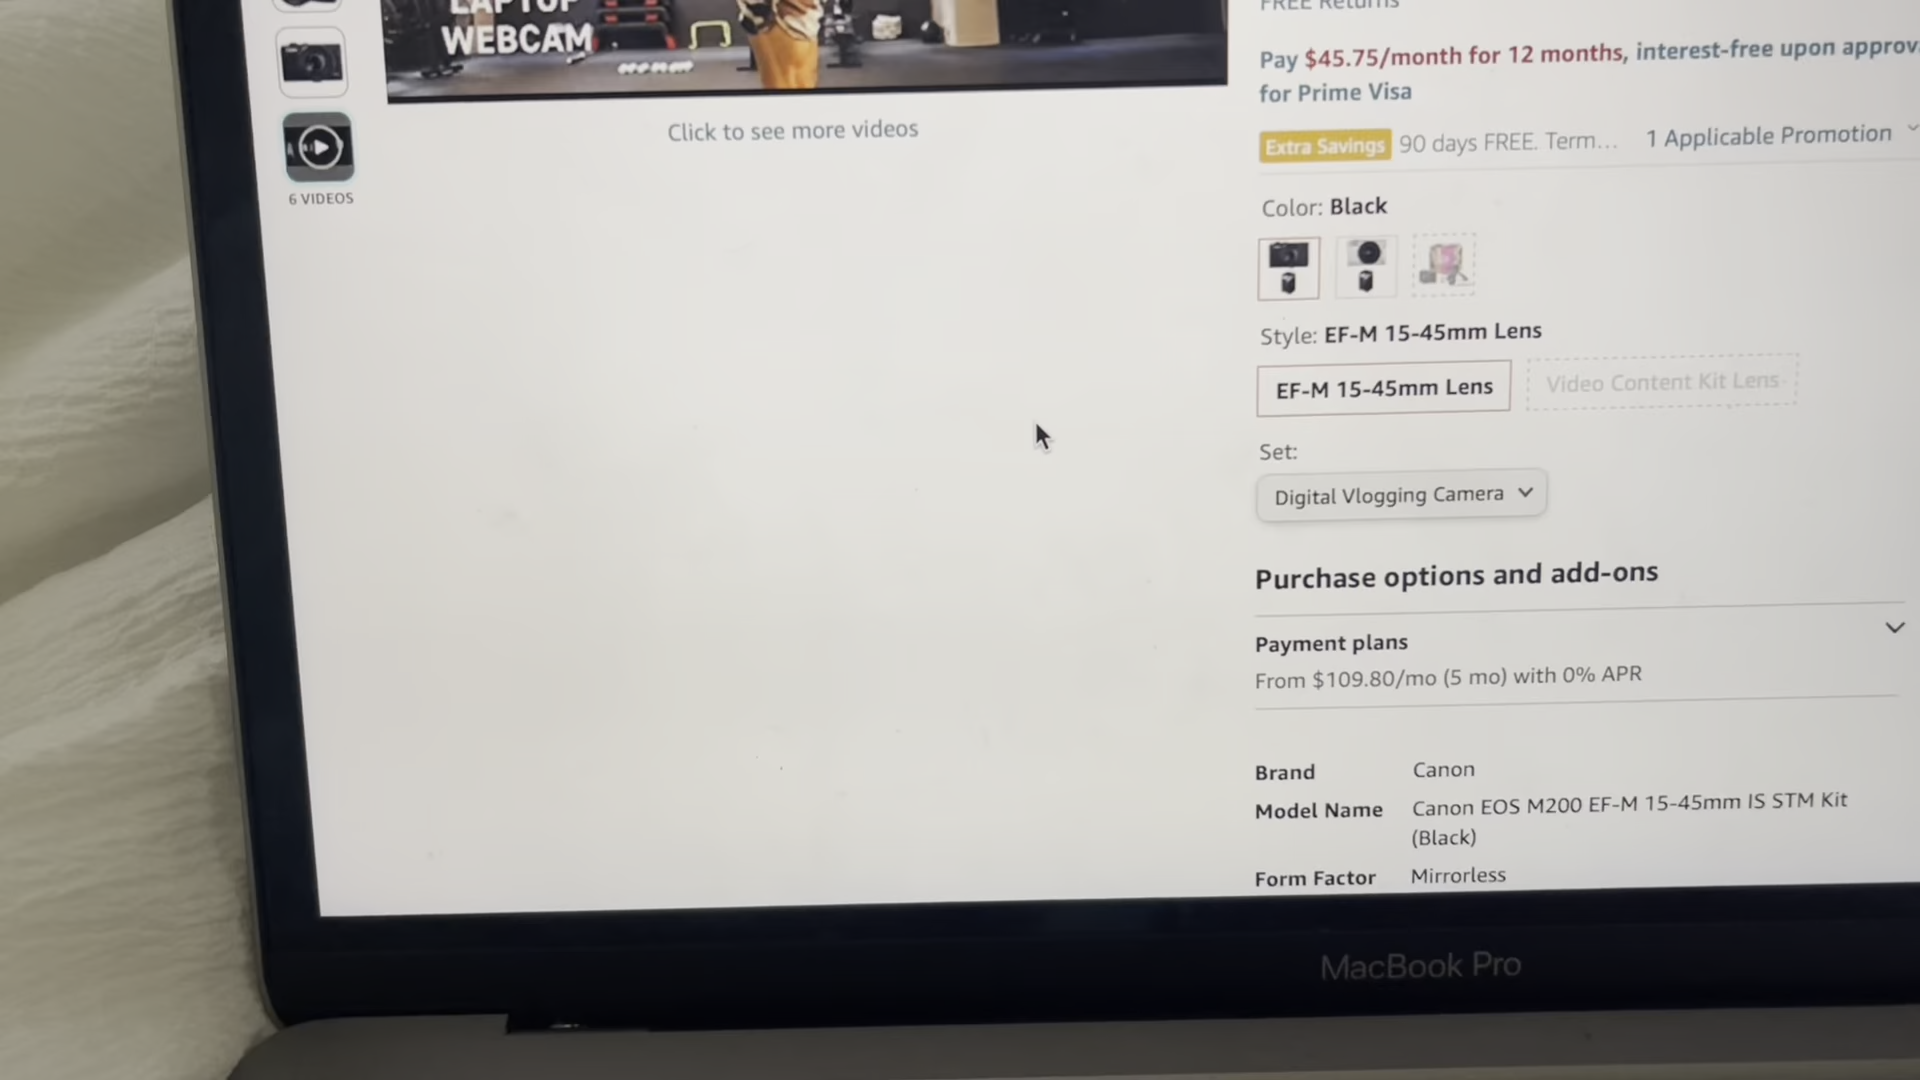 LAPTOP
WEBCAM
Click to see more videos
6 VIDEOS
FREE Returns
Pay $45.75/month for 12 months, interest-free upon approv
for Prime Visa
Extra Savings 90 days FREE. Term... 1 Applicable Promotion
Color: Black
Style: EF-M 15-45mm Lens
EF-M 15-45mm Lens Video Content Kit Lens
Set:
Digital Vlogging Camera
Purchase options and add-ons
Payment plans
From $109.80/mo (5 mo) with 0% APR
Brand Canon
Model Name Canon EOS M200 EF-M 15-45mm IS STM Kit
(Black)
Form Factor Mirrorless
MacBook Pro